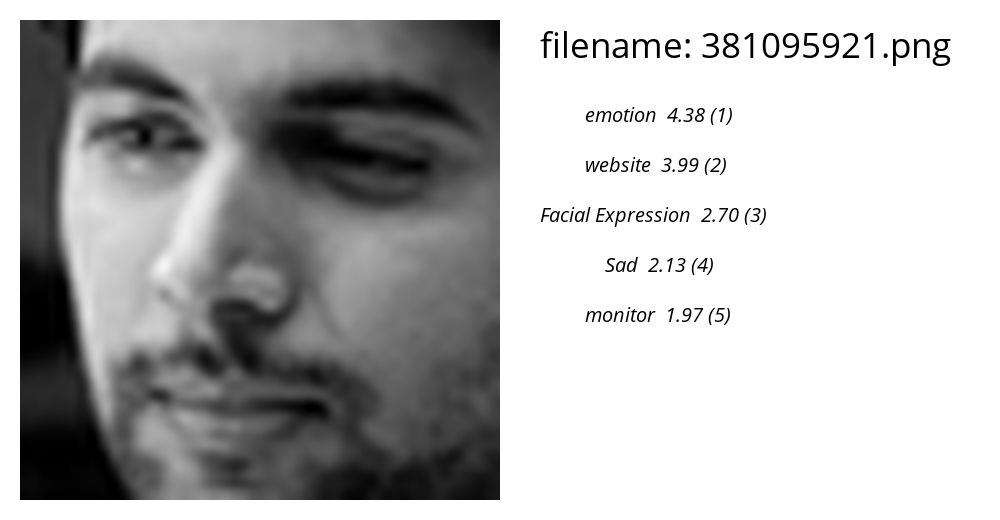 filename: 381095921.png
emotion 4.38 (1)
website 3.99 (2)
Facial Expression 2.70 (3)
Sad 2.13 (4)
monitor 1.97 (5)